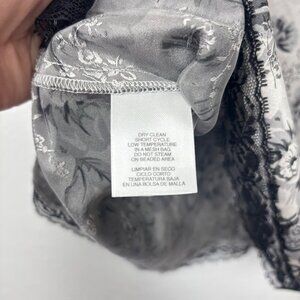 DRY CLEAN
SHORT CYCLE
LOW TEMPERATURE
IN A MESH BAG
DO NOT STEAM
ON BEADED AREA
LIMPIAR EN SECO
CICLO CORTO
TEMPERATURA BAJA
EN UNA BOLSA DE MALLA